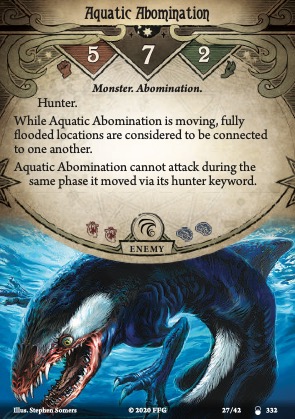 Aquatic Abomination
5 7 2
Monster. Abomination.
Hunter.
While Aquatic Abomination is moving, fully
flooded locations are considered to be connected
to one another.
Aquatic Abomination cannot attack during the
same phase it moved via its hunter keyword.
ENEMY
Illus. Stephen Somers © 2020 FFG 27/42 332